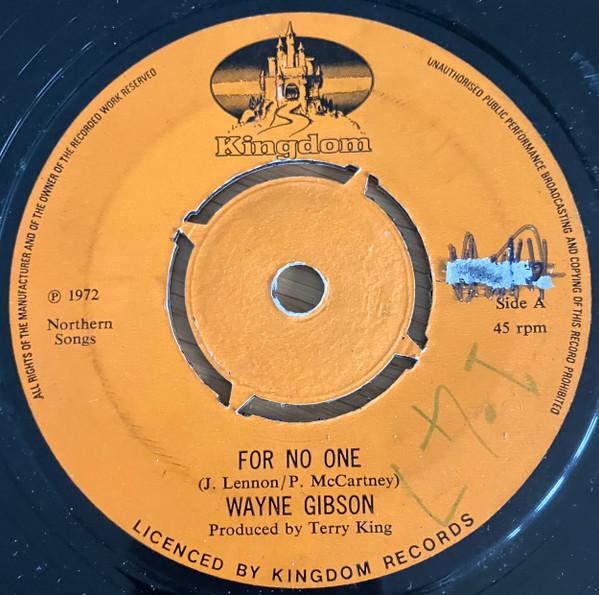 Kingdom
ALL RIGHTS OF THE MANUFACTURER AND OF THE OWNER OF THE RECORDED WORK RESERVED
UNAUTHORISED PUBLIC PERFORMANCE BROADCASTING AND COPYING OF THIS RECORD PROHIBITED
℗ 1972
Northern
Songs
Side A
45 rpm
FOR NO ONE
(J. Lennon/P. McCartney)
WAYNE GIBSON
Produced by Terry King
LICENCED BY KINGDOM RECORDS